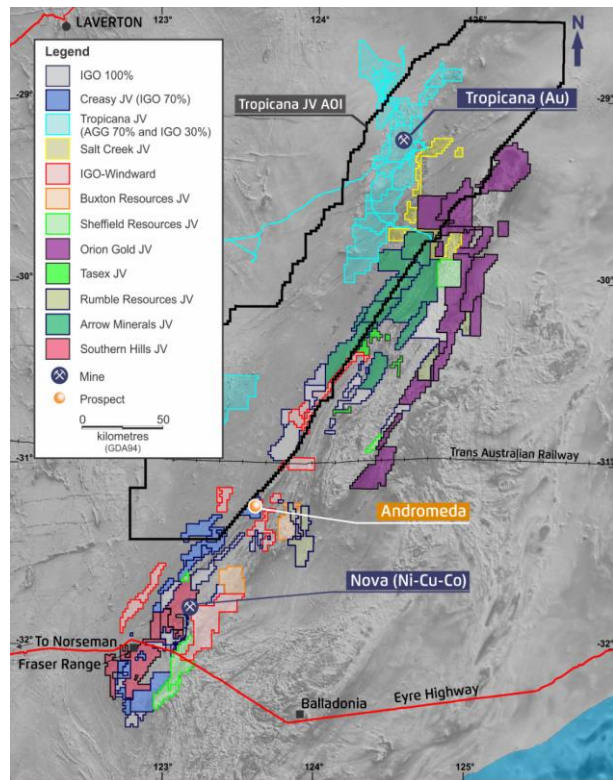 LAVERTON
123°
124°
125°
N
Legend
IGO 100%
Creasy JV (IGO 70%)
Tropicana JV
(AGG 70% and IGO 30%)
Salt Creek JV
IGO-Windward
Buxton Resources JV
Sheffield Resources JV
Orion Gold JV
Tasex JV
Rumble Resources JV
Arrow Minerals JV
Southern Hills JV
Mine
Prospect
0 50
kilometres
(GDA94)
-29°
-29°
Tropicana JV AOI
Tropicana (Au)
-30°
-30°
-31°
-31°
Trans Australian Railway
Andromeda
Nova (Ni-Cu-Co)
-32°
-32°
To Norseman
Fraser Range
Balladonia
Eyre Highway
123°
124°
125°